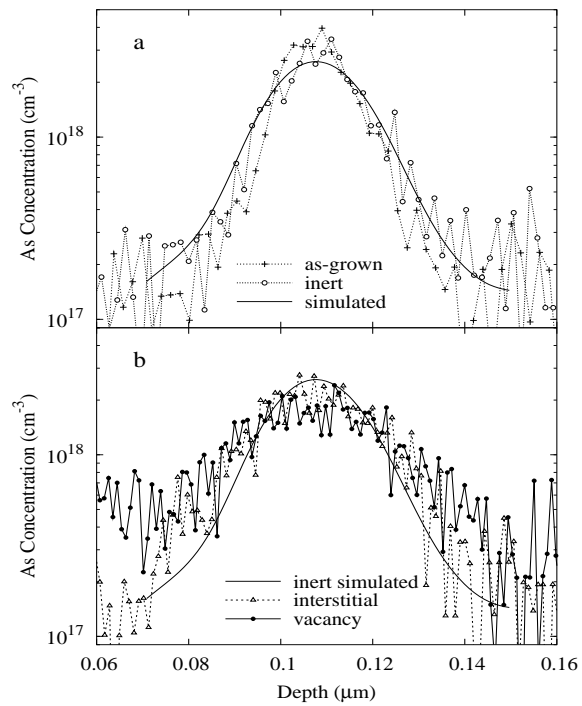 a
As Concentration (cm-3)
10^18
10^17
as-grown
inert
simulated
b
As Concentration (cm-3)
10^18
10^17
inert simulated
interstitial
vacancy
0.06 0.08 0.1 0.12 0.14 0.16
Depth (μm)